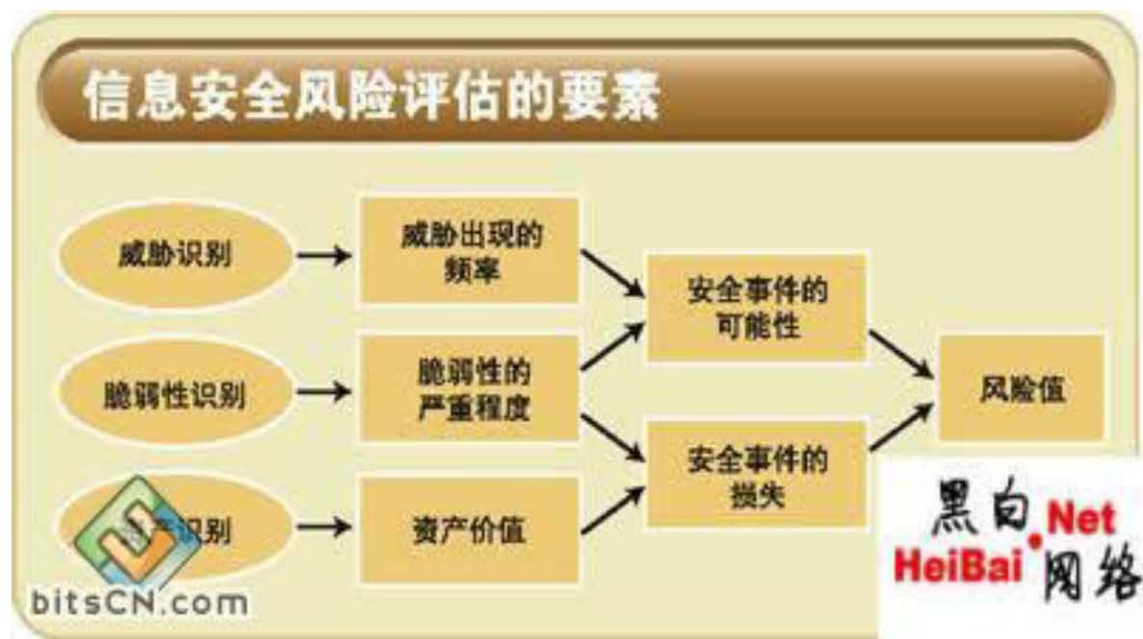 信息安全风险评估的要素
威胁识别
威胁出现的
频率
安全事件的
可能性
脆弱性识别
脆弱性的
严重程度
风险值
安全事件的
损失
产识别
资产价值
bitsCN.com
黑白
.Net
HeiBai
网络